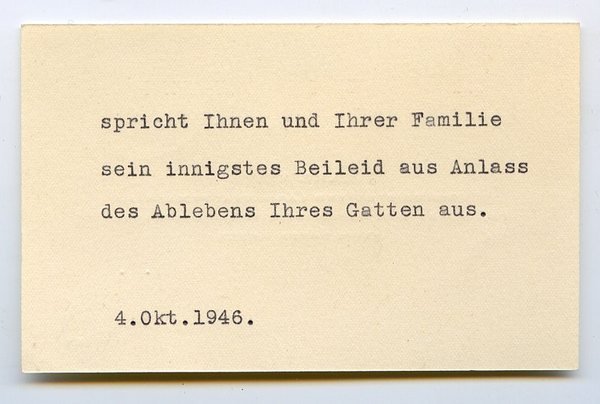 spricht Ihnen und Ihrer Familie
sein innigstes Beileid aus Anlass
des Ablebens Ihres Gatten aus.
4.Okt.1946.